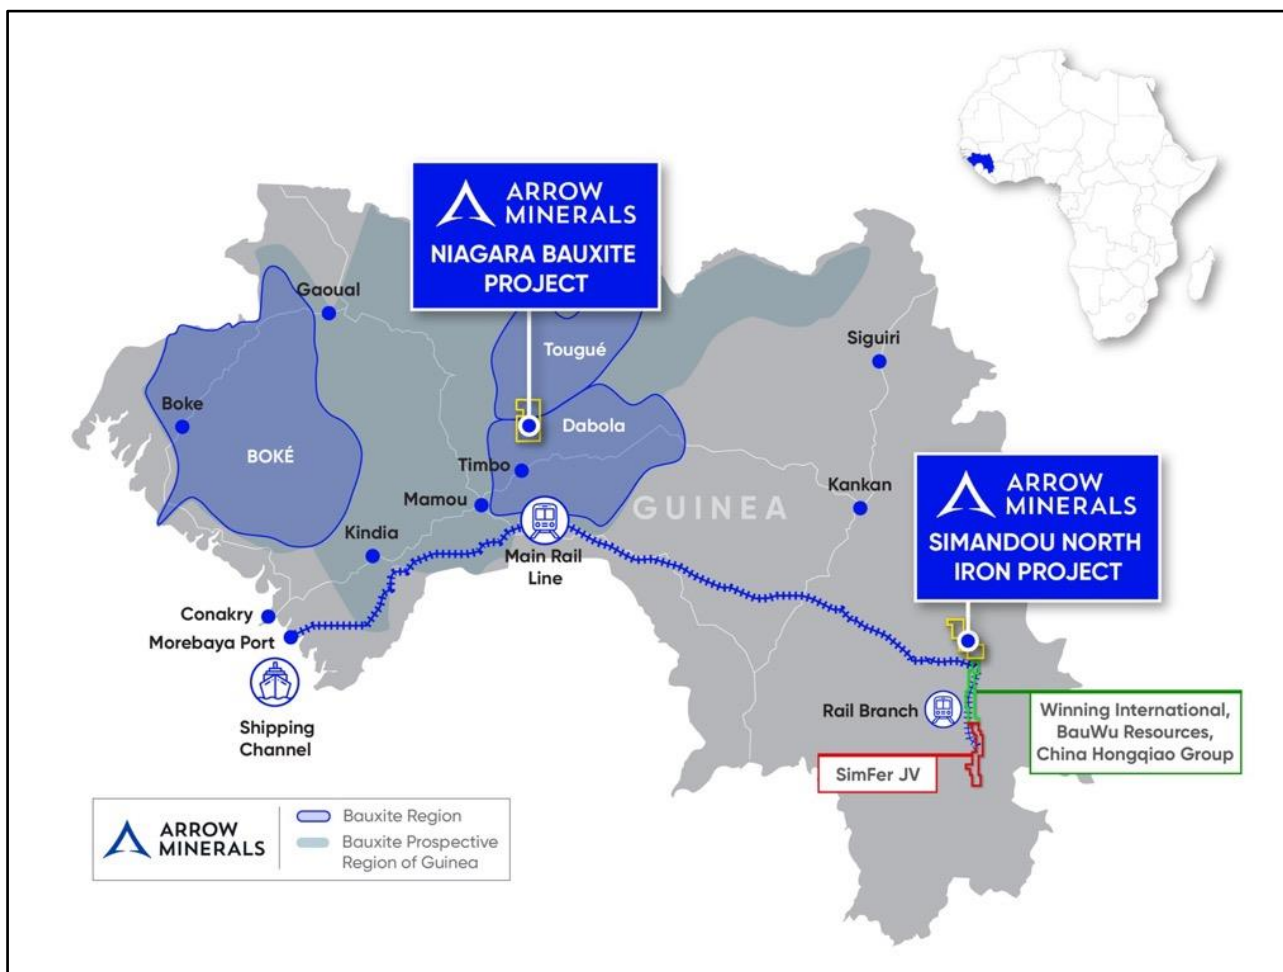 ARROW
MINERALS
NIAGARA BAUXITE
PROJECT
Gaoual
Tougué
Siguiri
Boke
BOKÉ
Dabola
Timbo
Mamou
Kankan
GUINEA
ARROW
MINERALS
SIMANDOU NORTH
IRON PROJECT
Kindia
Main Rail
Line
Conakry
Morebaya Port
Shipping
Channel
Rail Branch
Winning International,
BauWu Resources,
China Hongqiao Group
SimFer JV
ARROW
MINERALS
Bauxite Region
Bauxite Prospective
Region of Guinea